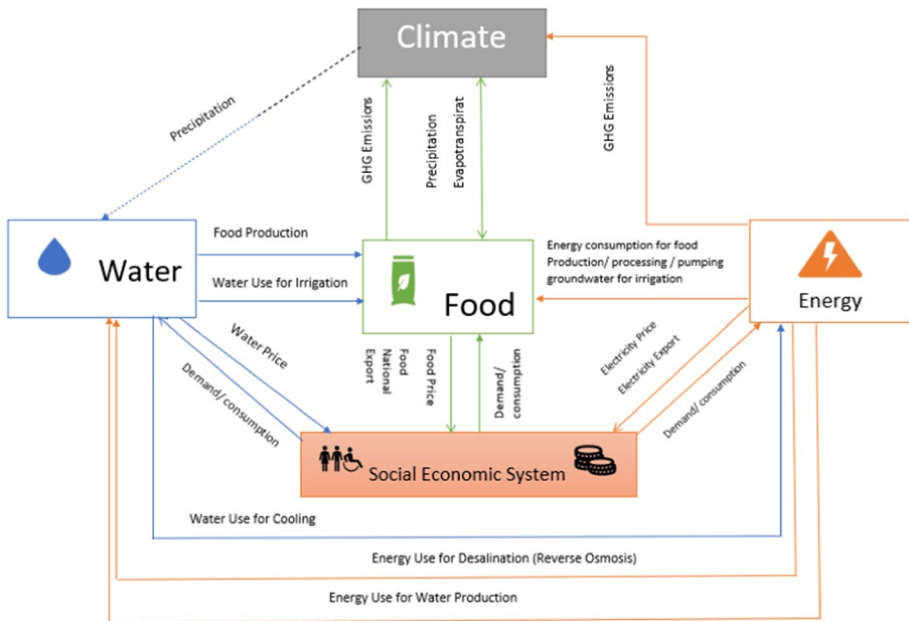 Climate
Precipitation
GHG Emissions
Precipitation
Evapotranspirat
GHG Emissions
Water
Food Production
Water Use for Irrigation
Food
Energy consumption for food
Production/ processing / pumping
groundwater for irrigation
Energy
Water Price
Demand/ consumption
Food Price
Food
National
Export
Demand/
consumption
Electricity Price
Electricity Export
Demand/ consumption
Social Economic System
Water Use for Cooling
Energy Use for Desalination (Reverse Osmosis)
Energy Use for Water Production